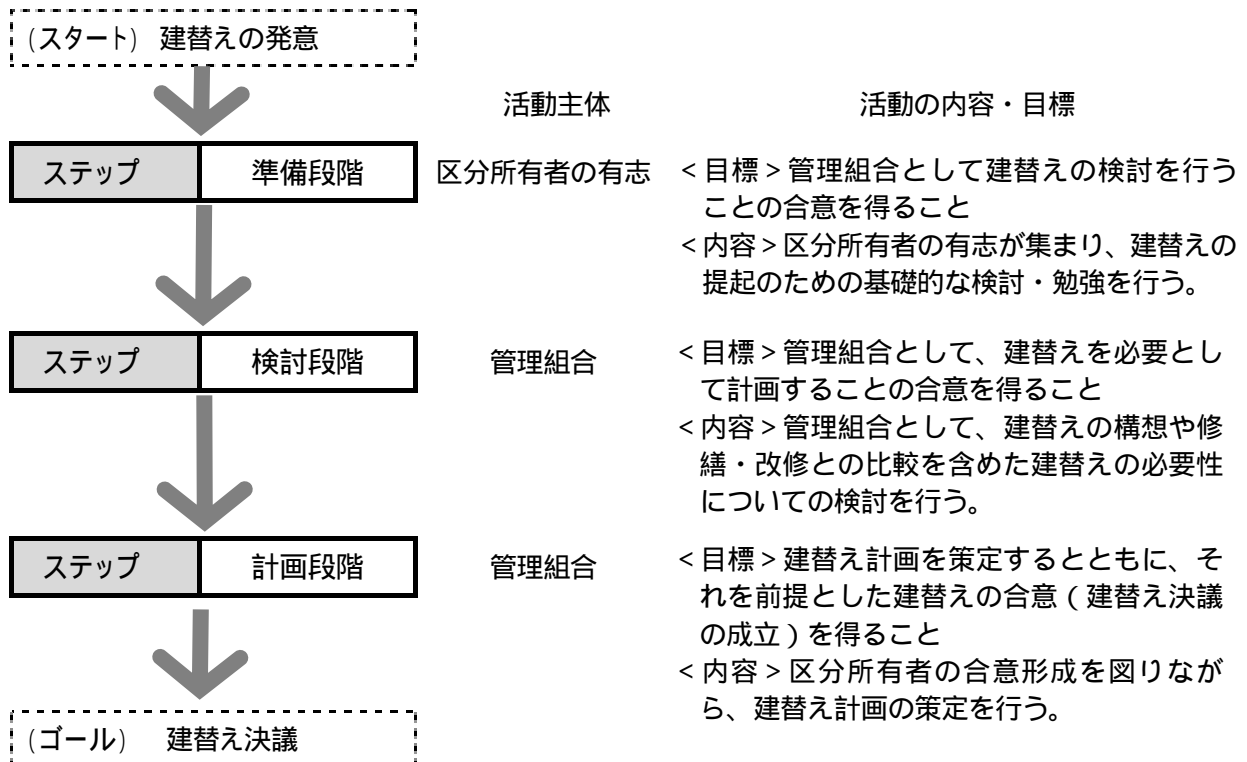 (スタート) 建替えの発意
活動主体 活動の内容・目標
ステップ 準備段階 区分所有者の有志
<目標>管理組合として建替えの検討を行う
ことの合意を得ること
<内容>区分所有者の有志が集まり、建替えの
提起のための基礎的な検討・勉強を行う。
ステップ 検討段階 管理組合
<目標>管理組合として、建替えを必要とし
て計画することの合意を得ること
<内容>管理組合として、建替えの構想や修
繕・改修との比較を含めた建替えの必要性
についての検討を行う。
ステップ 計画段階 管理組合
<目標>建替え計画を策定するとともに、そ
れを前提とした建替えの合意(建替え決議
の成立)を得ること
<内容>区分所有者の合意形成を図りなが
ら、建替え計画の策定を行う。
(ゴール) 建替え決議